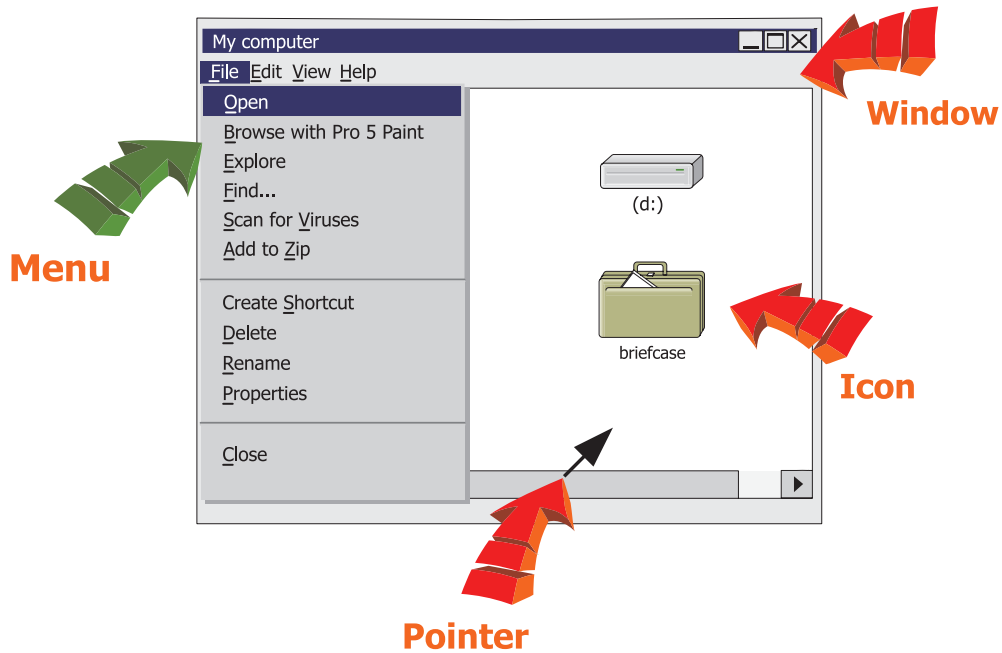 My computer
File Edit View Help
Open
Browse with Pro 5 Paint
Explore
Find...
Scan for Viruses
Add to Zip
Create Shortcut
Delete
Rename
Properties
Close
(d:)
briefcase
Window
Menu
Icon
Pointer